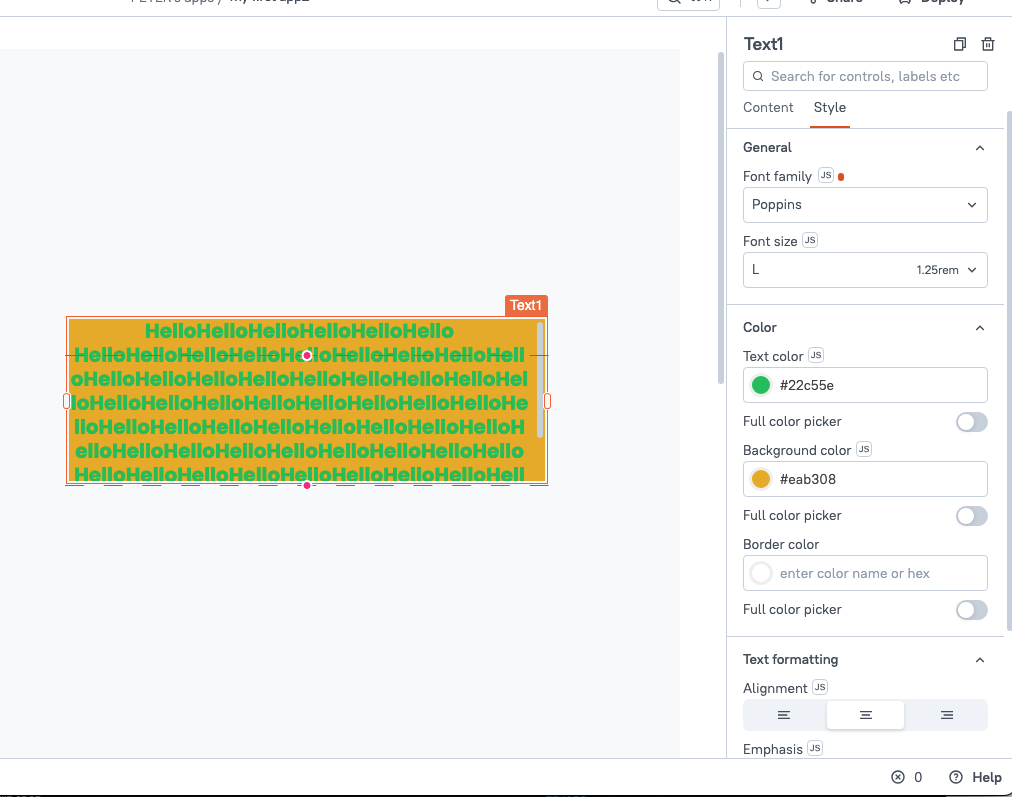 My first app2
Share
Deploy
Text1
Search for controls, labels etc
Content Style
General
Font family JS
Poppins
Font size JS
L 1.25rem
Text1
HelloHelloHelloHelloHelloHello
HelloHelloHelloHelloHelloHelloHelloHelloHell
oHelloHelloHelloHelloHelloHelloHelloHelloHel
loHelloHelloHelloHelloHelloHelloHelloHelloHe
lloHelloHelloHelloHelloHelloHelloHelloHelloH
elloHelloHelloHelloHelloHelloHelloHelloHello
HelloHelloHelloHelloHelloHelloHelloHelloHell
Color
Text color JS
#22c55e
Full color picker
Background color JS
#eab308
Full color picker
Border color
enter color name or hex
Full color picker
Text formatting
Alignment JS
Emphasis JS
0 Help